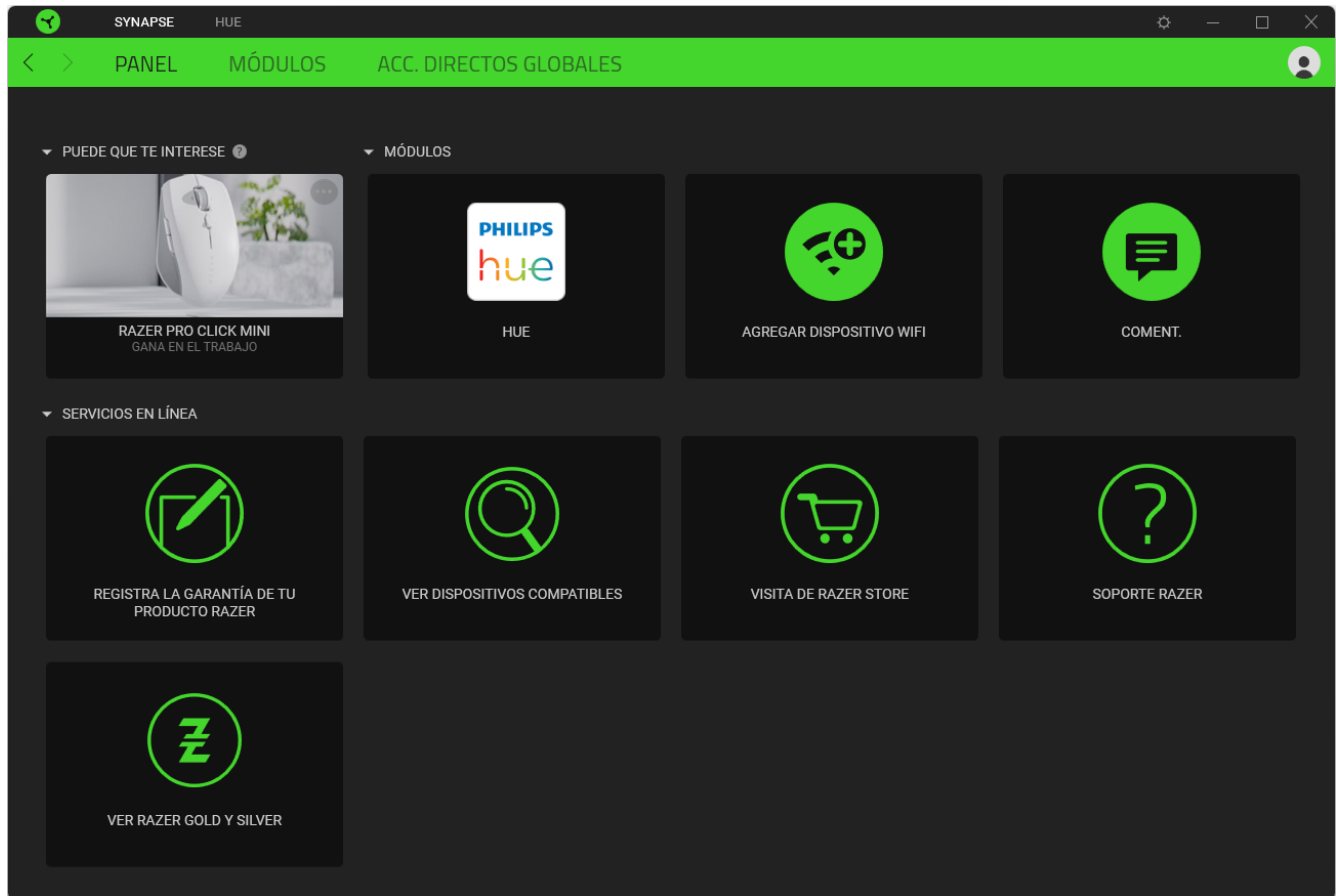 SYNAPSE HUE
PANEL MÓDULOS ACC. DIRECTOS GLOBALES
PUEDE QUE TE INTERESE ?
MÓDULOS
RAZER PRO CLICK MINI
GANA EN EL TRABAJO
PHILIPS
hue
HUE
AGREGAR DISPOSITIVO WIFI
COMENT.
SERVICIOS EN LÍNEA
REGISTRA LA GARANTÍA DE TU
PRODUCTO RAZER
VER DISPOSITIVOS COMPATIBLES
VISITA DE RAZER STORE
?
SOPORTE RAZER
VER RAZER GOLD Y SILVER